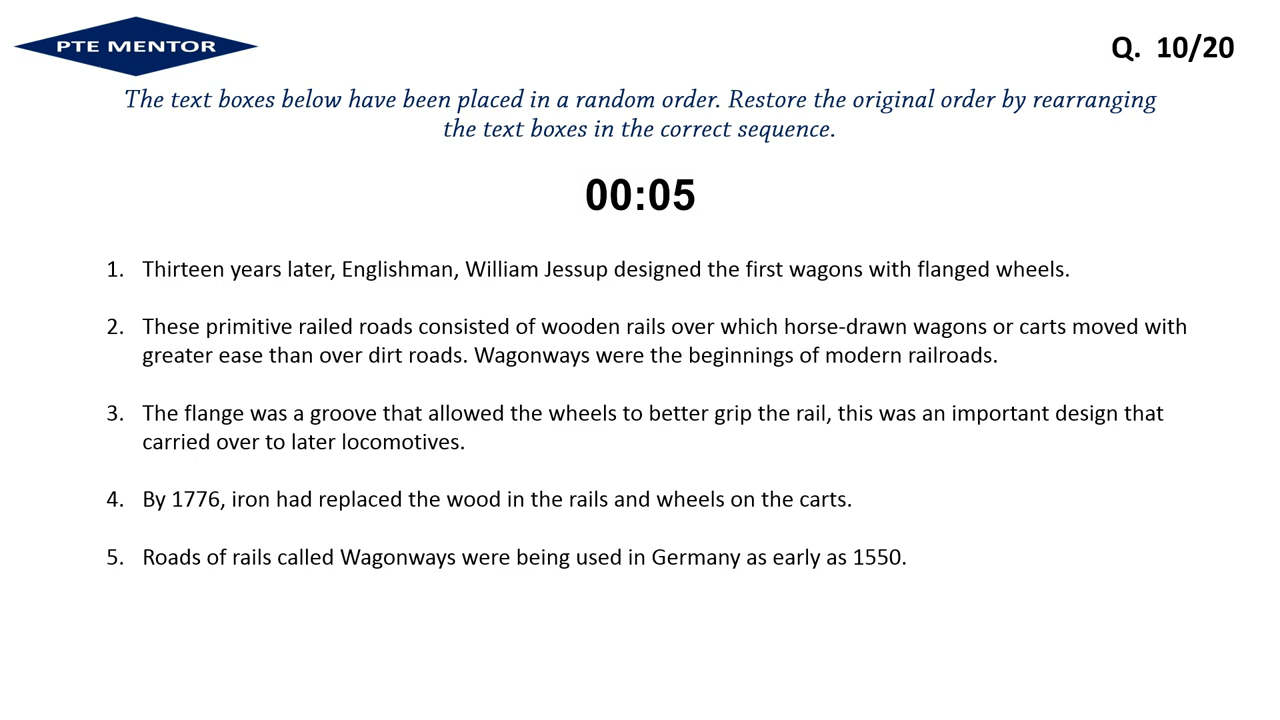 PTE MENTOR
Q. 10/20
The text boxes below have been placed in a random order. Restore the original order by rearranging
the text boxes in the correct sequence.
00:05
1. Thirteen years later, Englishman, William Jessup designed the first wagons with flanged wheels.
2. These primitive railed roads consisted of wooden rails over which horse-drawn wagons or carts moved with
greater ease than over dirt roads. Wagonways were the beginnings of modern railroads.
3. The flange was a groove that allowed the wheels to better grip the rail, this was an important design that
carried over to later locomotives.
4. By 1776, iron had replaced the wood in the rails and wheels on the carts.
5. Roads of rails called Wagonways were being used in Germany as early as 1550.